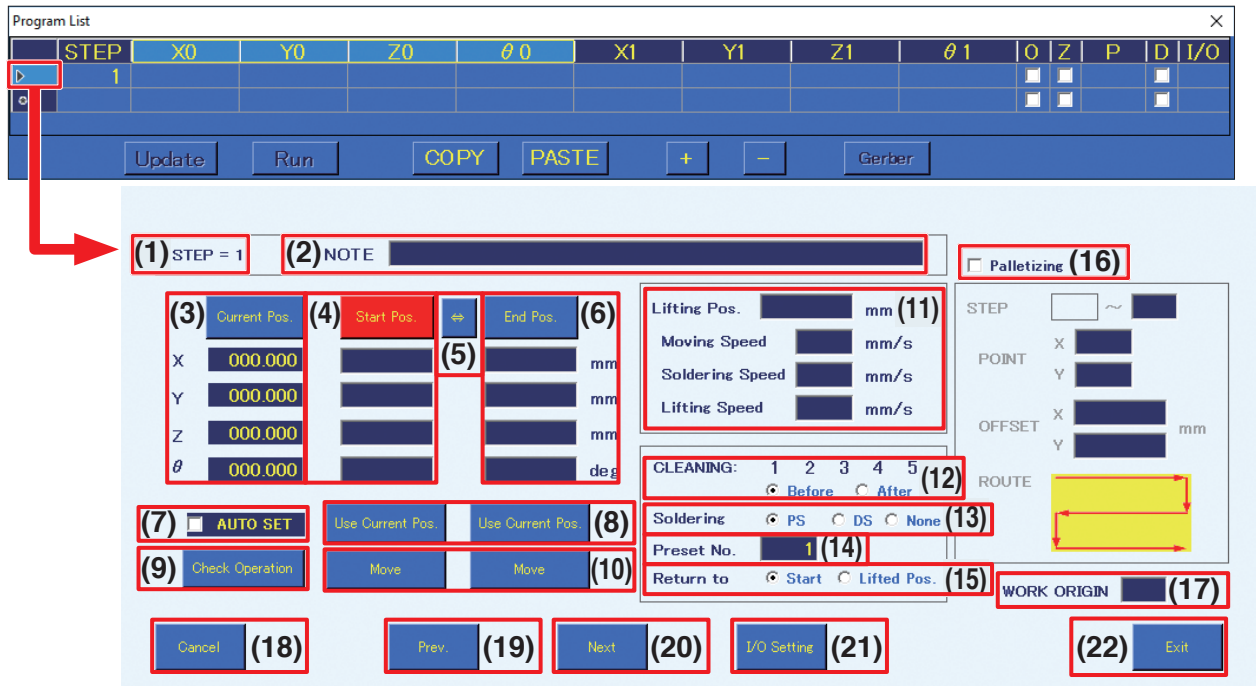 Program List
STEP X0 Y0 Z0 θ0 X1 Y1 Z1 θ1 O Z P D I/O
1
Update Run COPY PASTE + − Gerber
(1) STEP = 1 (2) NOTE
Palletizing (16)
(3) Current Pos. (4) Start Pos. ⇔ (5) End Pos. (6)
X 000.000 mm
Y 000.000 mm
Z 000.000 mm
θ 000.000 deg
Lifting Pos. mm (11)
Moving Speed mm/s
Soldering Speed mm/s
Lifting Speed mm/s
STEP ~
POINT X
Y
OFFSET X
Y mm
ROUTE
CLEANING: 1 2 3 4 5 (12)
Before After
(7) AUTO SET Use Current Pos. Use Current Pos. (8)
Soldering PS DS None (13)
Preset No. 1 (14)
(9) Check Operation Move Move (10)
Return to Start Lifted Pos. (15)
WORK ORIGIN (17)
Cancel (18) Prev. (19) Next (20) I/O Setting (21) (22) Exit